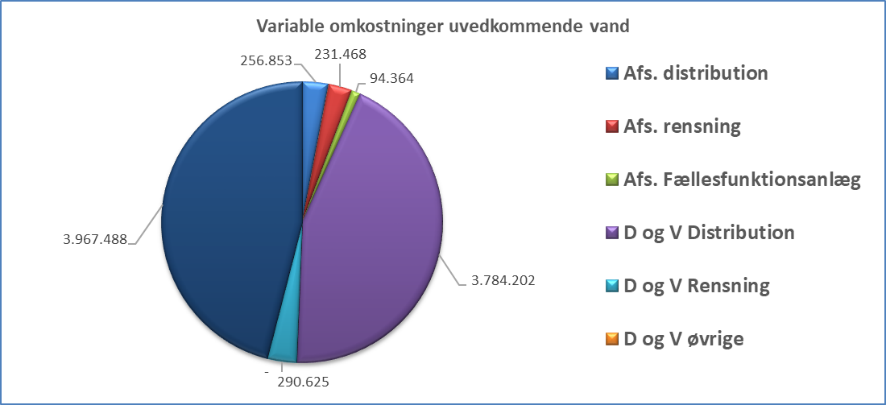 Variable omkostninger uvedkommende vand
256.853
231.468
94.364
3.967.488
3.784.202
-
290.625
Afs. distribution
Afs. rensning
Afs. Fællesfunktionsanlæg
D og V Distribution
D og V Rensning
D og V øvrige